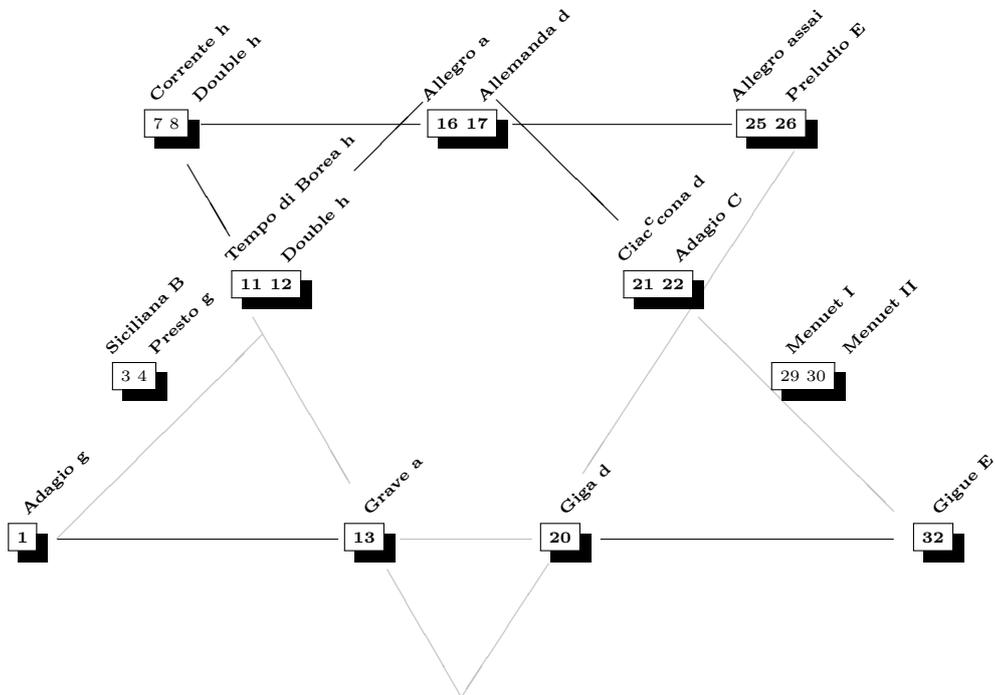 Corrente h
Double h
7 8
Allegro a
Allemanda d
16 17
Allegro assai
Preludio E
25 26
Tempo di Borea h
Double h
11 12
Ciaccona d
Adagio C
21 22
Siciliana B
Presto g
3 4
Menuet I
Menuet II
29 30
Adagio g
1
Grave a
13
Giga d
20
Gigue E
32